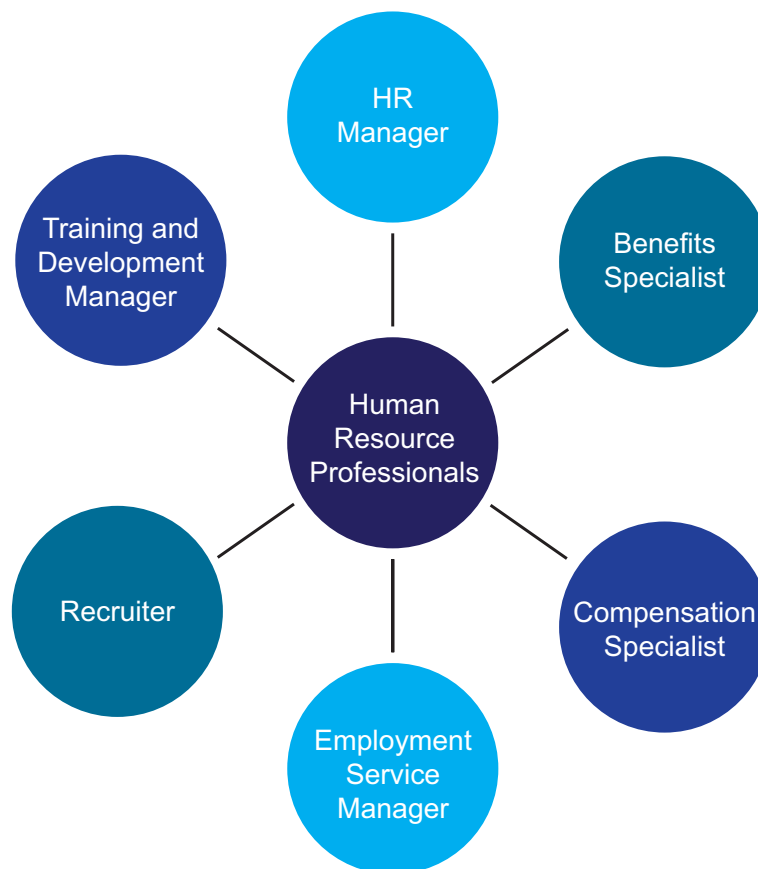 HR
Manager
Training and
Development
Manager
Benefits
Specialist
Human
Resource
Professionals
Recruiter
Compensation
Specialist
Employment
Service
Manager